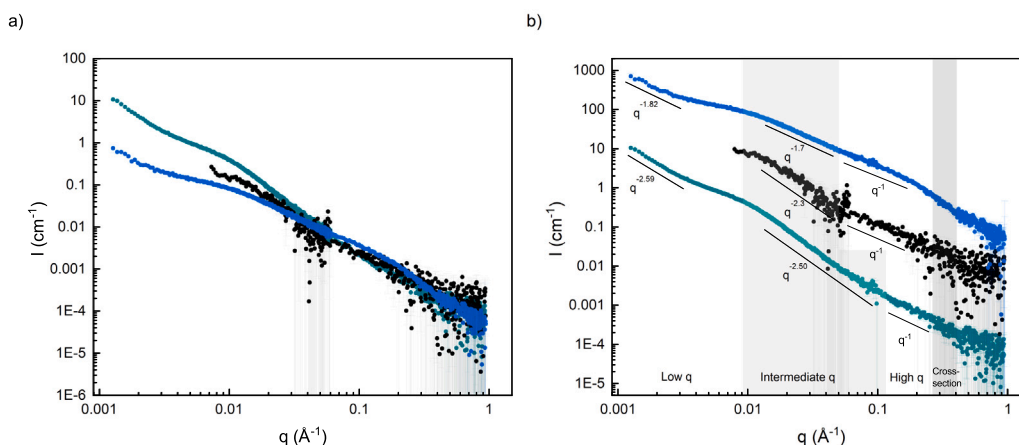 a)
b)
100
10
1
0.1
0.01
0.001
1E-4
1E-5
1E-6
0.001
0.01
0.1
1
I (cm⁻¹)
q (Å⁻¹)
1000
100
10
1
0.1
0.01
0.001
1E-4
1E-5
0.001
0.01
0.1
1
I (cm⁻¹)
q (Å⁻¹)
q⁻¹·⁸²
q⁻¹·⁷
q⁻¹
q⁻²·⁵⁹
q⁻²·³
q⁻¹
q⁻²·⁵⁰
q⁻¹
Low q
Intermediate q
High q
Cross-
section